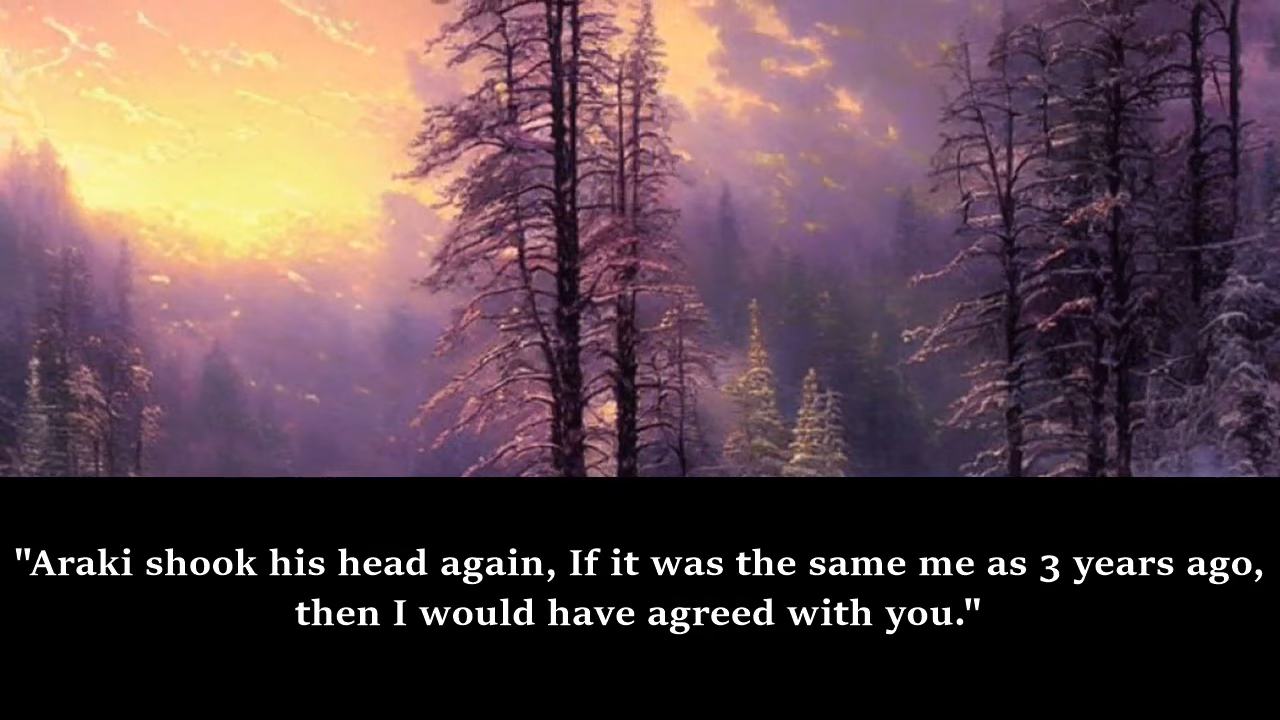 "Araki shook his head again, If it was the same me as 3 years ago,
then I would have agreed with you."